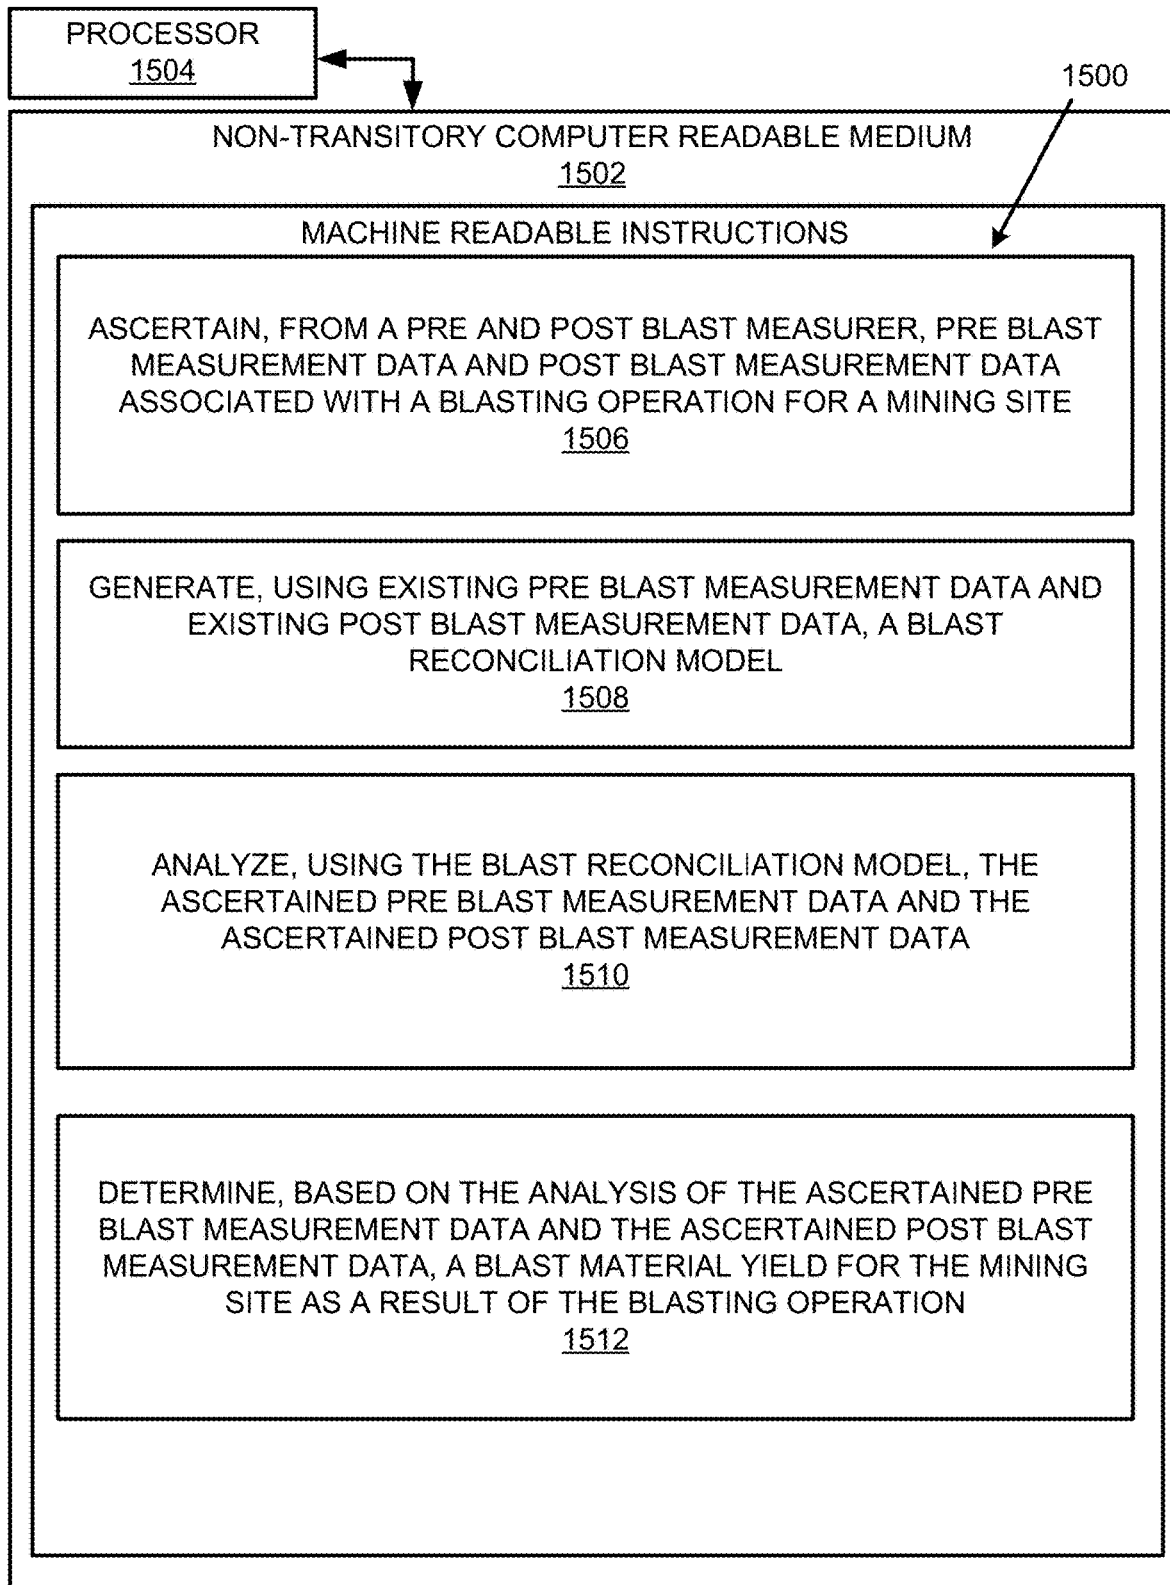 PROCESSOR
1504
1500
NON-TRANSITORY COMPUTER READABLE MEDIUM
1502
MACHINE READABLE INSTRUCTIONS
ASCERTAIN, FROM A PRE AND POST BLAST MEASURER, PRE BLAST
MEASUREMENT DATA AND POST BLAST MEASUREMENT DATA
ASSOCIATED WITH A BLASTING OPERATION FOR A MINING SITE
1506
GENERATE, USING EXISTING PRE BLAST MEASUREMENT DATA AND
EXISTING POST BLAST MEASUREMENT DATA, A BLAST
RECONCILIATION MODEL
1508
ANALYZE, USING THE BLAST RECONCILIATION MODEL, THE
ASCERTAINED PRE BLAST MEASUREMENT DATA AND THE
ASCERTAINED POST BLAST MEASUREMENT DATA
1510
DETERMINE, BASED ON THE ANALYSIS OF THE ASCERTAINED PRE
BLAST MEASUREMENT DATA AND THE ASCERTAINED POST BLAST
MEASUREMENT DATA, A BLAST MATERIAL YIELD FOR THE MINING
SITE AS A RESULT OF THE BLASTING OPERATION
1512